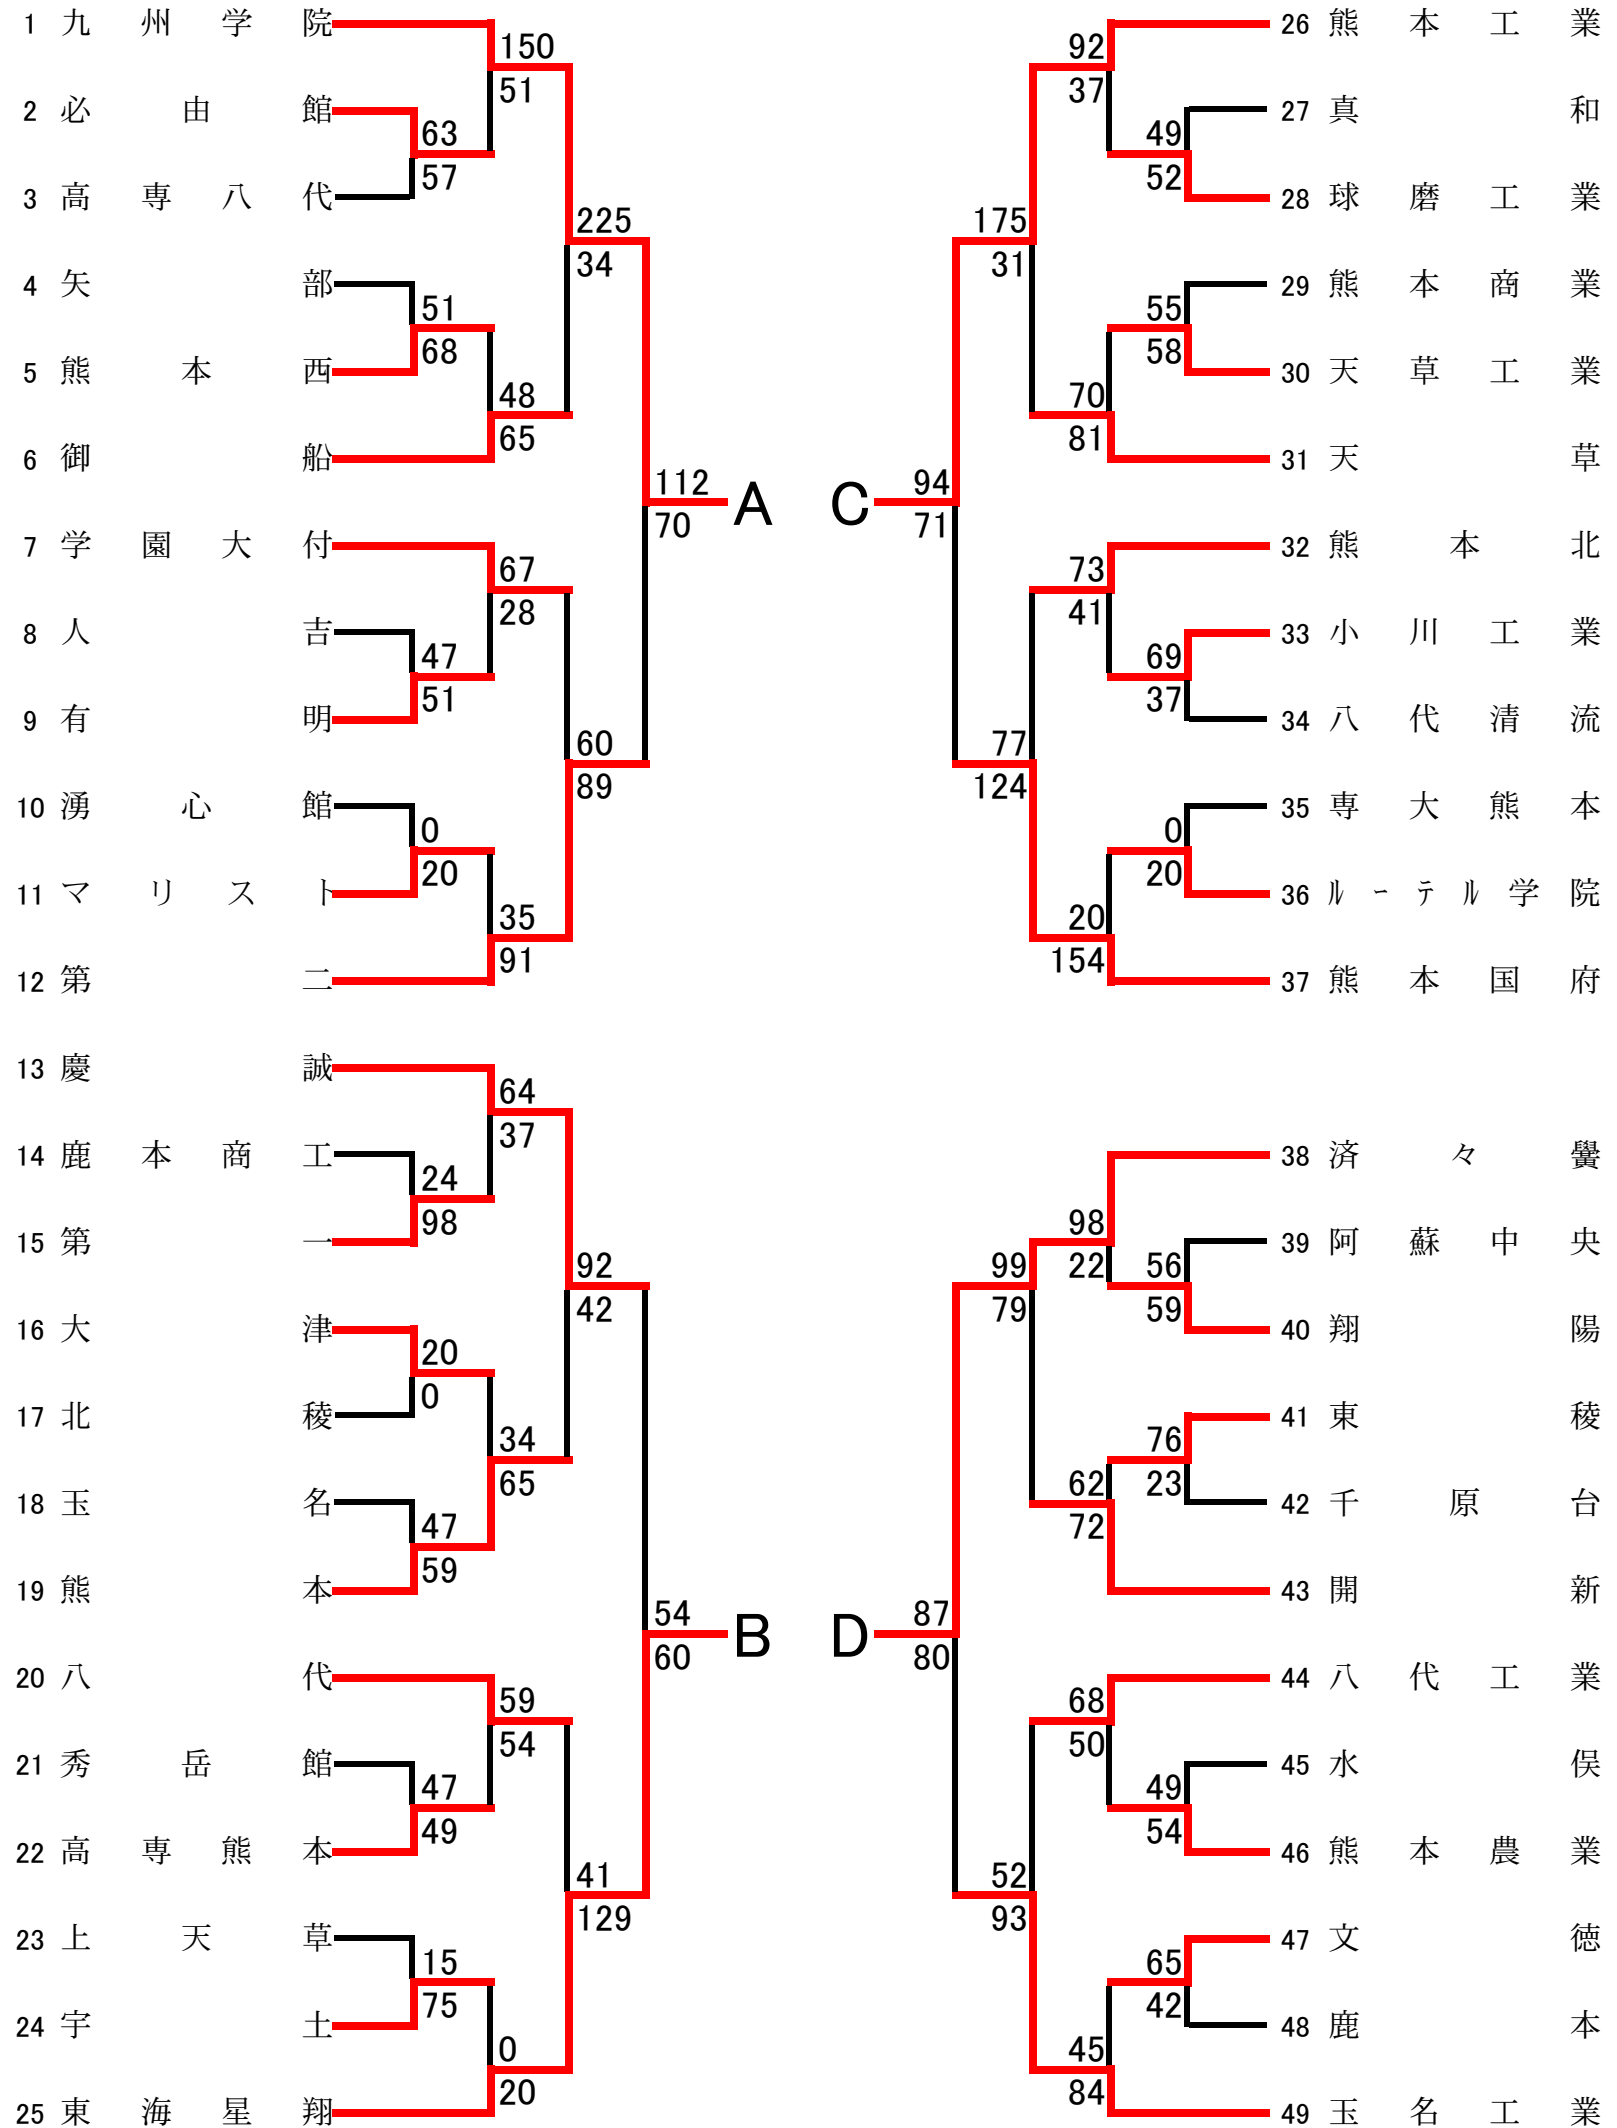 1 九州学院
150
51
2 必由館
63
57
3 高専八代
225
34
4 矢部
51
68
5 熊本西
48
65
6 御船
112
70
A
7 学園大付
67
28
8 人吉
47
51
9 有明
60
89
10 湧心館
0
20
11 マリスト
35
91
12 第二
13 慶誠
64
37
14 鹿本商工
24
98
15 第一
92
42
16 大津
20
0
17 北稜
34
65
18 玉名
47
59
19 熊本
54
60
B
20 八代
59
54
21 秀岳館
47
49
22 高専熊本
41
129
23 上天草
15
75
24 宇土
0
20
25 東海星翔
26 熊本工業
92
37
27 真和
49
52
28 球磨工業
175
31
29 熊本商業
55
58
30 天草工業
70
81
31 天草
C
94
71
32 熊本北
73
41
33 小川工業
69
37
34 八代清流
77
124
35 専大熊本
0
20
36 ﾙｰﾃﾙ学院
20
154
37 熊本国府
38 済々黌
98
22
39 阿蘇中央
56
59
99
79
40 翔陽
41 東稜
76
23
62
72
42 千原台
43 開新
D
87
80
44 八代工業
68
50
45 水俣
49
54
46 熊本農業
52
93
47 文徳
65
42
48 鹿本
45
84
49 玉名工業